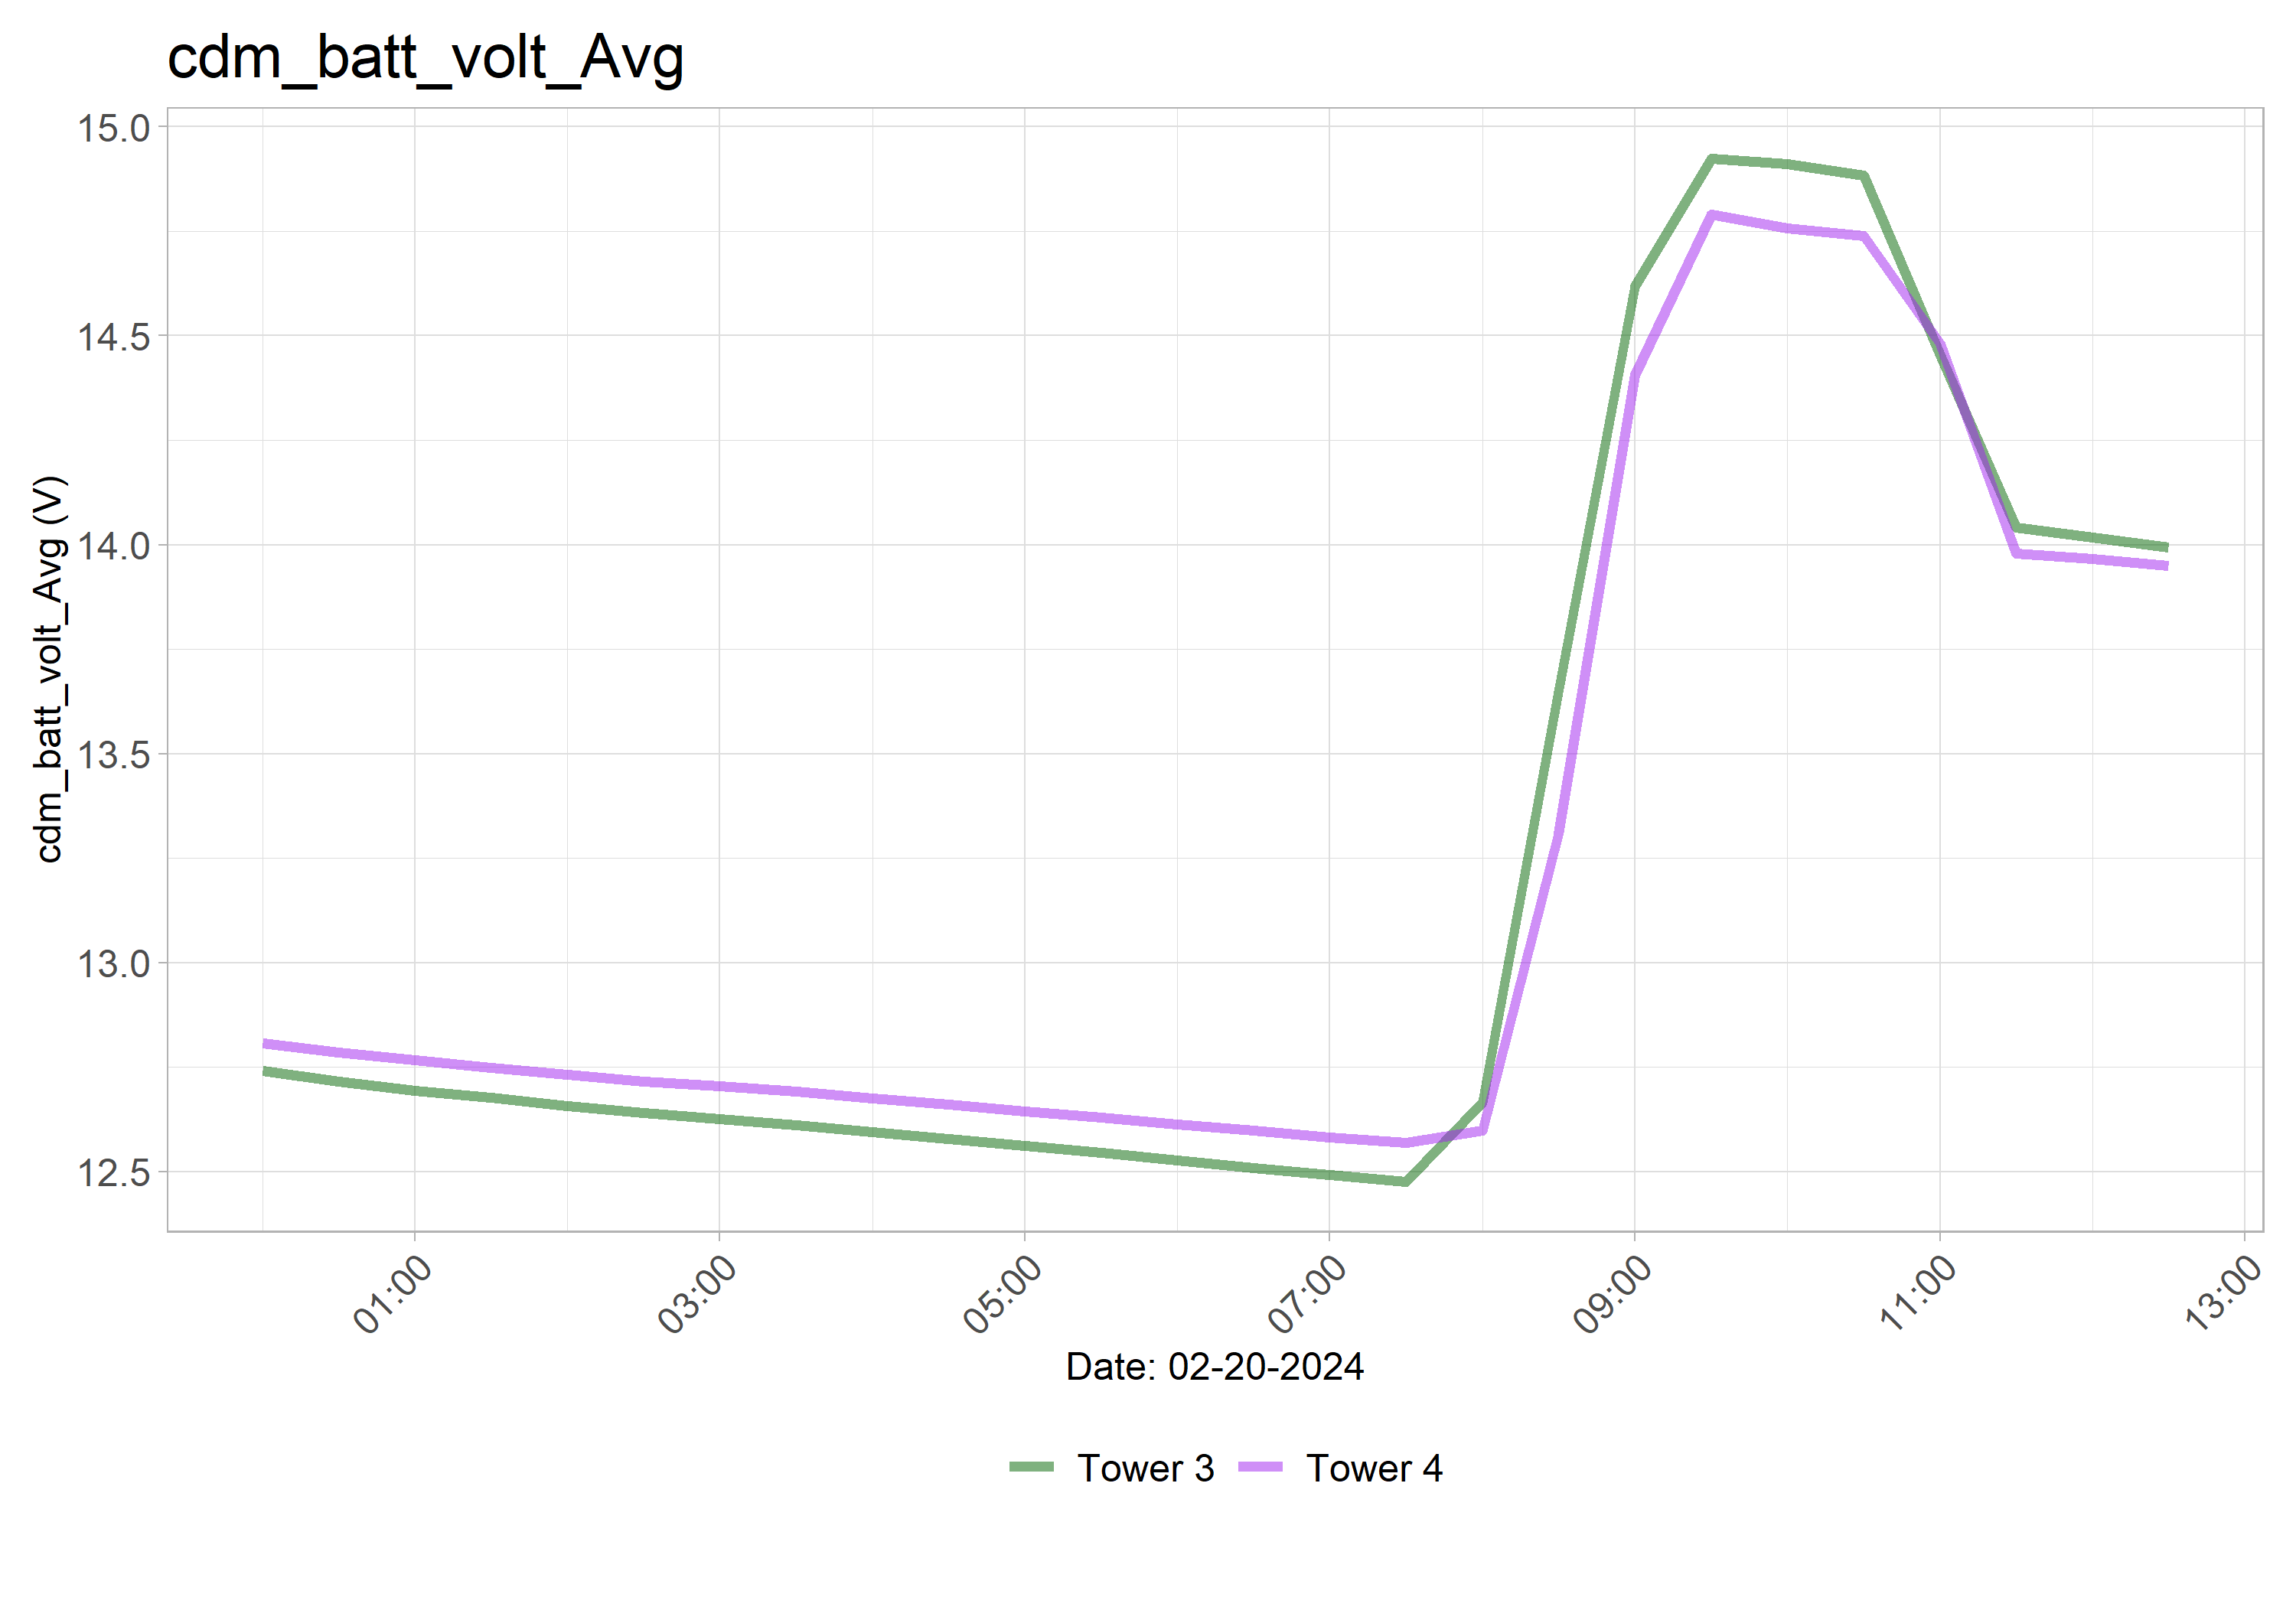 cdm_batt_volt_Avg
cdm_batt_volt_Avg (V)
15.0
14.5
14.0
13.5
13.0
12.5
01:00
03:00
05:00
07:00
09:00
11:00
13:00
Date: 02-20-2024
Tower 3
Tower 4